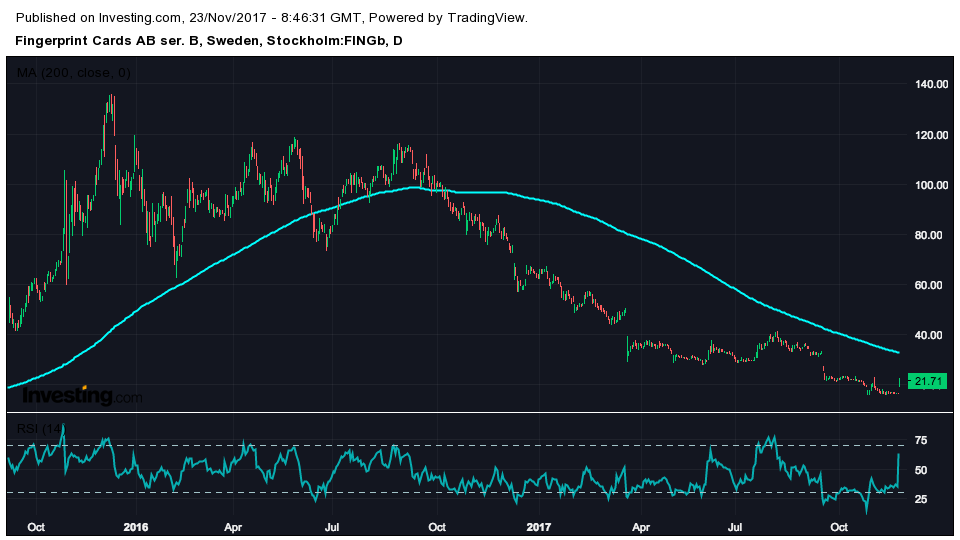 Published on Investing.com, 23/Nov/2017 - 8:46:31 GMT, Powered by TradingView.
Fingerprint Cards AB ser. B, Sweden, Stockholm:FINGb, D
MA (200, close, 0)
140.00
120.00
100.00
80.00
60.00
40.00
21.71
Investing.com
RSI (14)
75
50
25
Oct 2016 Apr Jul Oct 2017 Apr Jul Oct